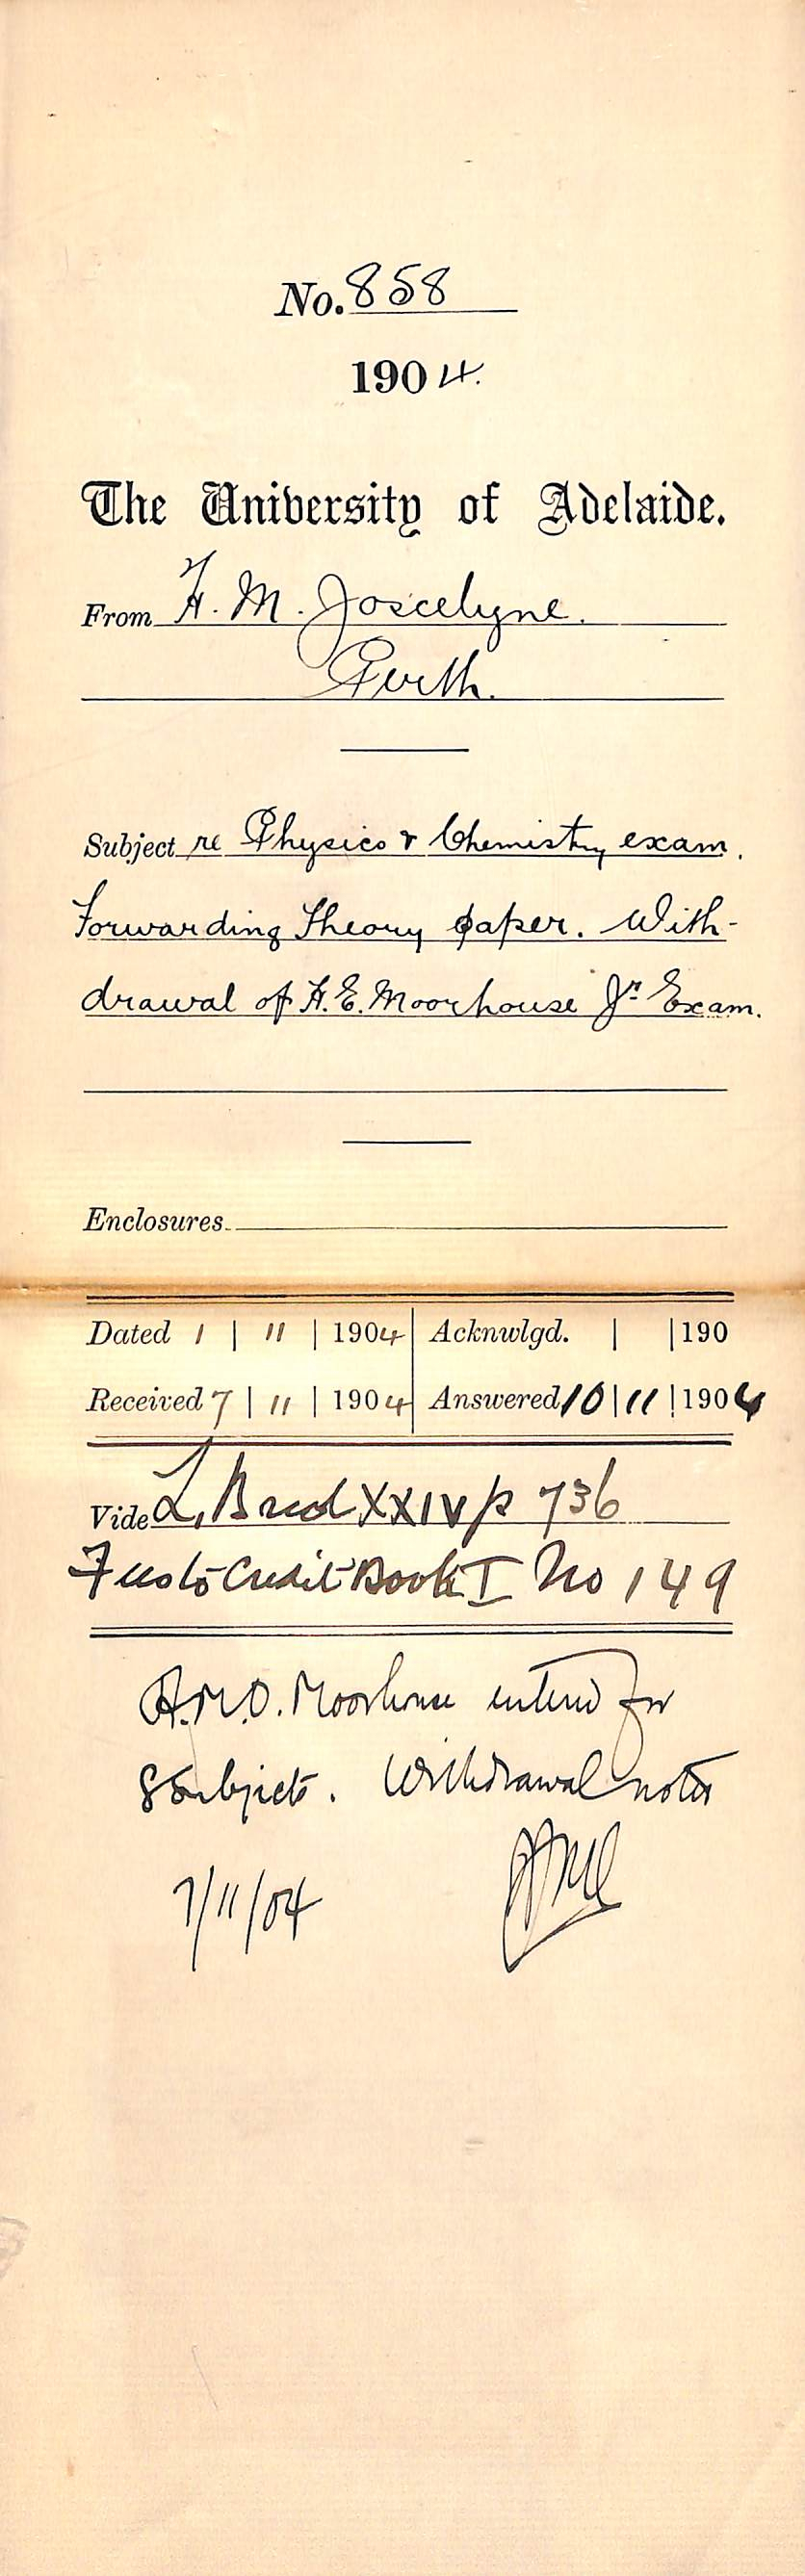 No. 858
1904.
The University of Adelaide.
From H. M. Joscelyne.
Perth.
Subject re Physics & Chemistry exam.
Forwarding Theory paper. With-
drawal of H. E. Moorhouse Jr Exam.
Enclosures
Dated 1 | 11 | 1904 Acknwlgd. | | 190
Received 7 | 11 | 1904 Answered 10 | 11 | 1904
Vide L. XXIV p 736
Fees to Credit Book I No 149
Moorhouse entered for
8 Subjects. Withdrawal noted
7/11/04